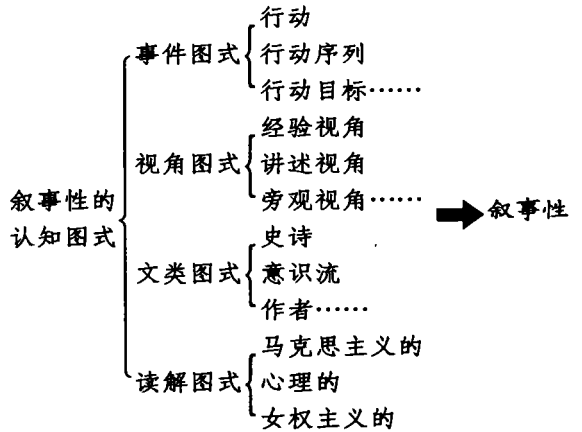 叙事性的
认知图式
事件图式
行动
行动序列
行动目标……
视角图式
经验视角
讲述视角
旁观视角……
文类图式
史诗
意识流
作者……
读解图式
马克思主义的
心理的
女权主义的
叙事性